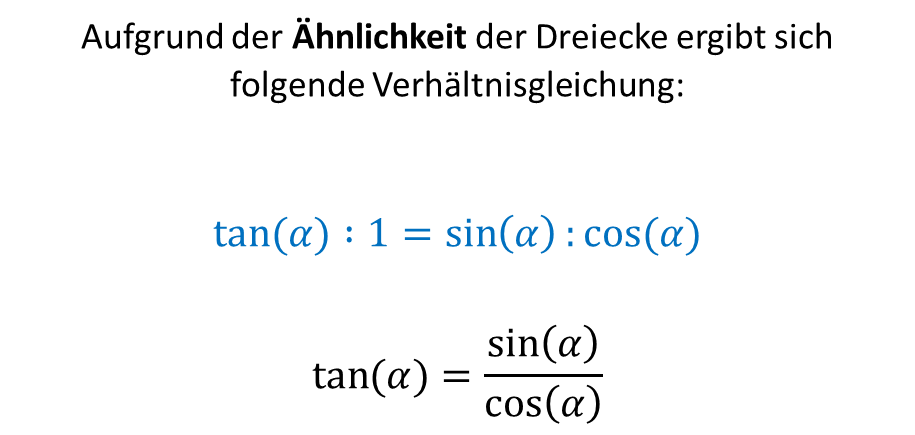 Aufgrund der Ähnlichkeit der Dreiecke ergibt sich
folgende Verhältnisgleichung:
tan(𝛼) : 1 = sin(𝛼) : cos(𝛼)
tan(𝛼) = sin(𝛼) / cos(𝛼)